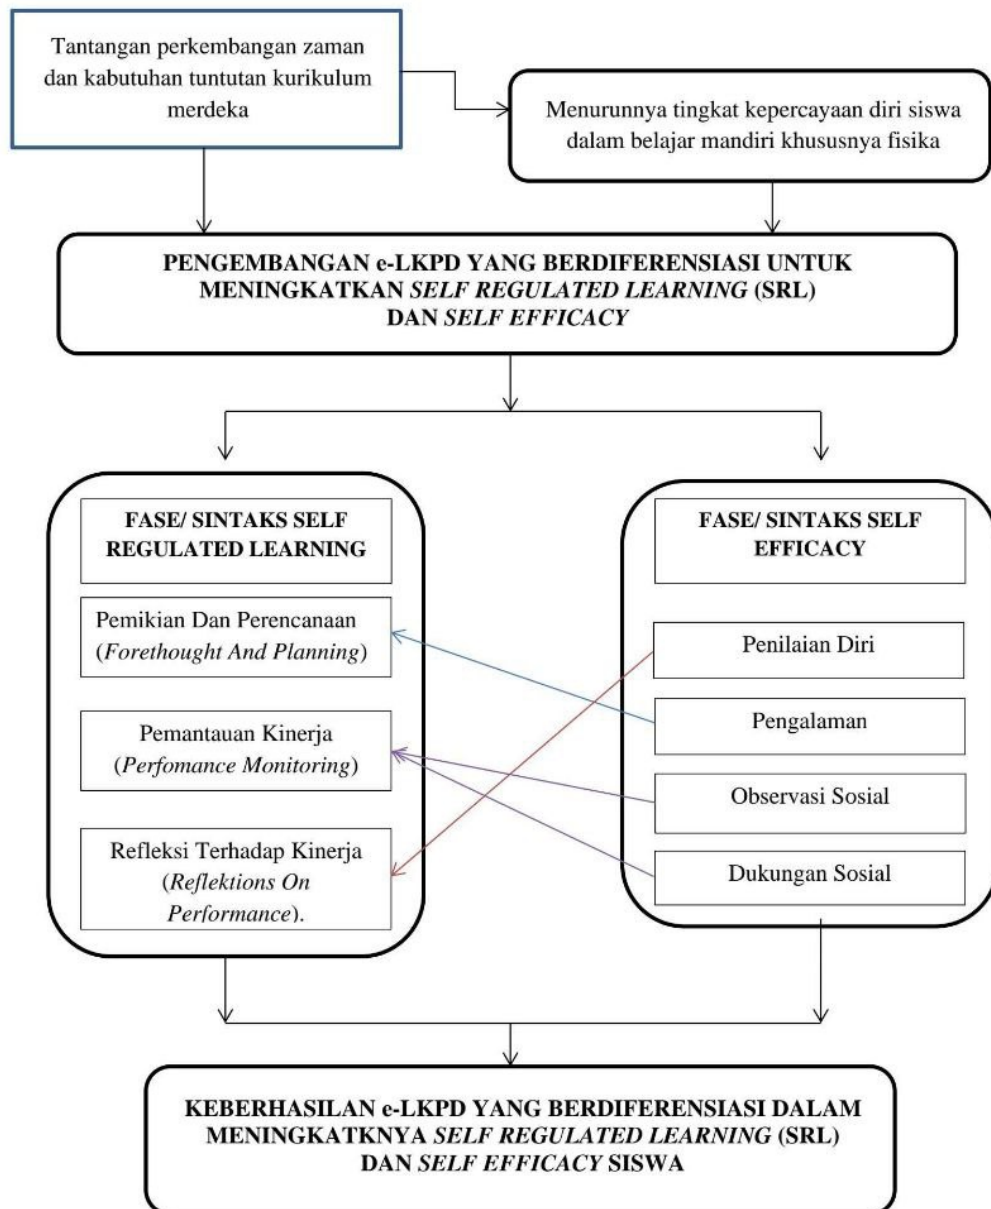 Tantangan perkembangan zaman
dan kabutuhan tuntutan kurikulum
merdeka
Menurunnya tingkat kepercayaan diri siswa
dalam belajar mandiri khususnya fisika
PENGEMBANGAN e-LKPD YANG BERDIFERENSIASI UNTUK
MENINGKATKAN SELF REGULATED LEARNING (SRL)
DAN SELF EFFICACY
FASE/ SINTAKS SELF
REGULATED LEARNING
Pemikian Dan Perencanaan
(Forethought And Planning)
Pemantauan Kinerja
(Perfomance Monitoring)
Refleksi Terhadap Kinerja
(Reflektions On
Performance).
FASE/ SINTAKS SELF
EFFICACY
Penilaian Diri
Pengalaman
Observasi Sosial
Dukungan Sosial
KEBERHASILAN e-LKPD YANG BERDIFERENSIASI DALAM
MENINGKATKNYA SELF REGULATED LEARNING (SRL)
DAN SELF EFFICACY SISWA